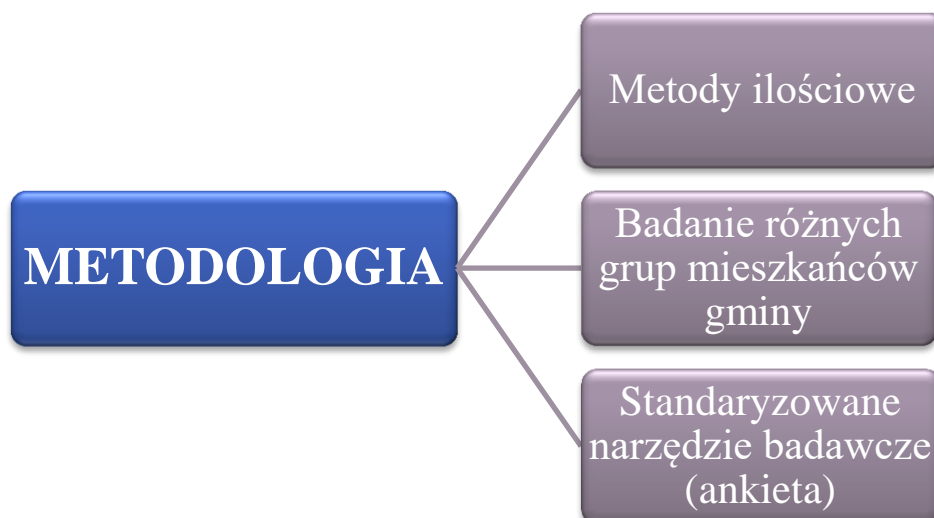 METODOLOGIA
Metody ilościowe
Badanie różnych
grup mieszkańców
gminy
Standaryzowane
narzędzie badawcze
(ankieta)